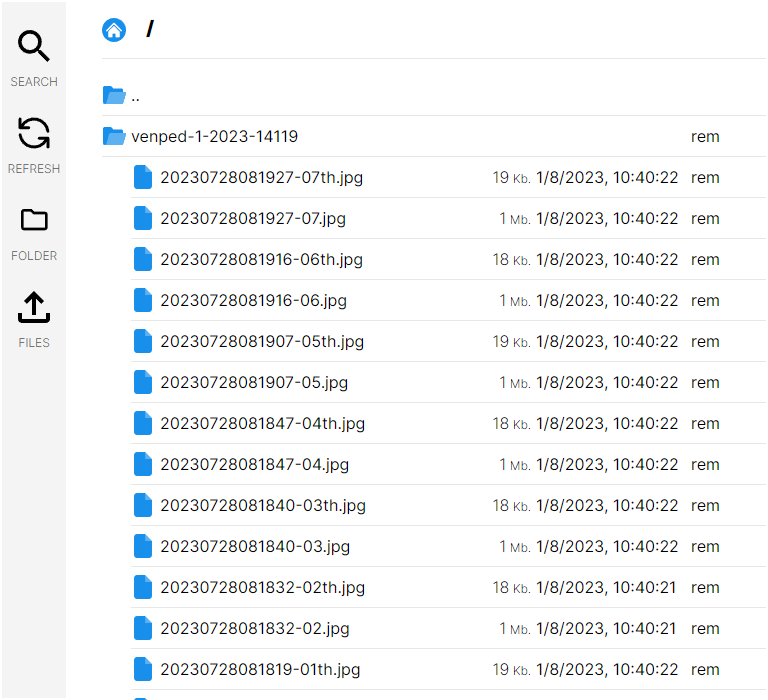 /
SEARCH
REFRESH
FOLDER
FILES
..
venped-1-2023-14119 rem
20230728081927-07th.jpg 19 Kb. 1/8/2023, 10:40:22 rem
20230728081927-07.jpg 1 Mb. 1/8/2023, 10:40:22 rem
20230728081916-06th.jpg 18 Kb. 1/8/2023, 10:40:22 rem
20230728081916-06.jpg 1 Mb. 1/8/2023, 10:40:22 rem
20230728081907-05th.jpg 19 Kb. 1/8/2023, 10:40:22 rem
20230728081907-05.jpg 1 Mb. 1/8/2023, 10:40:22 rem
20230728081847-04th.jpg 18 Kb. 1/8/2023, 10:40:22 rem
20230728081847-04.jpg 1 Mb. 1/8/2023, 10:40:22 rem
20230728081840-03th.jpg 18 Kb. 1/8/2023, 10:40:22 rem
20230728081840-03.jpg 1 Mb. 1/8/2023, 10:40:22 rem
20230728081832-02th.jpg 18 Kb. 1/8/2023, 10:40:21 rem
20230728081832-02.jpg 1 Mb. 1/8/2023, 10:40:21 rem
20230728081819-01th.jpg 19 Kb. 1/8/2023, 10:40:22 rem